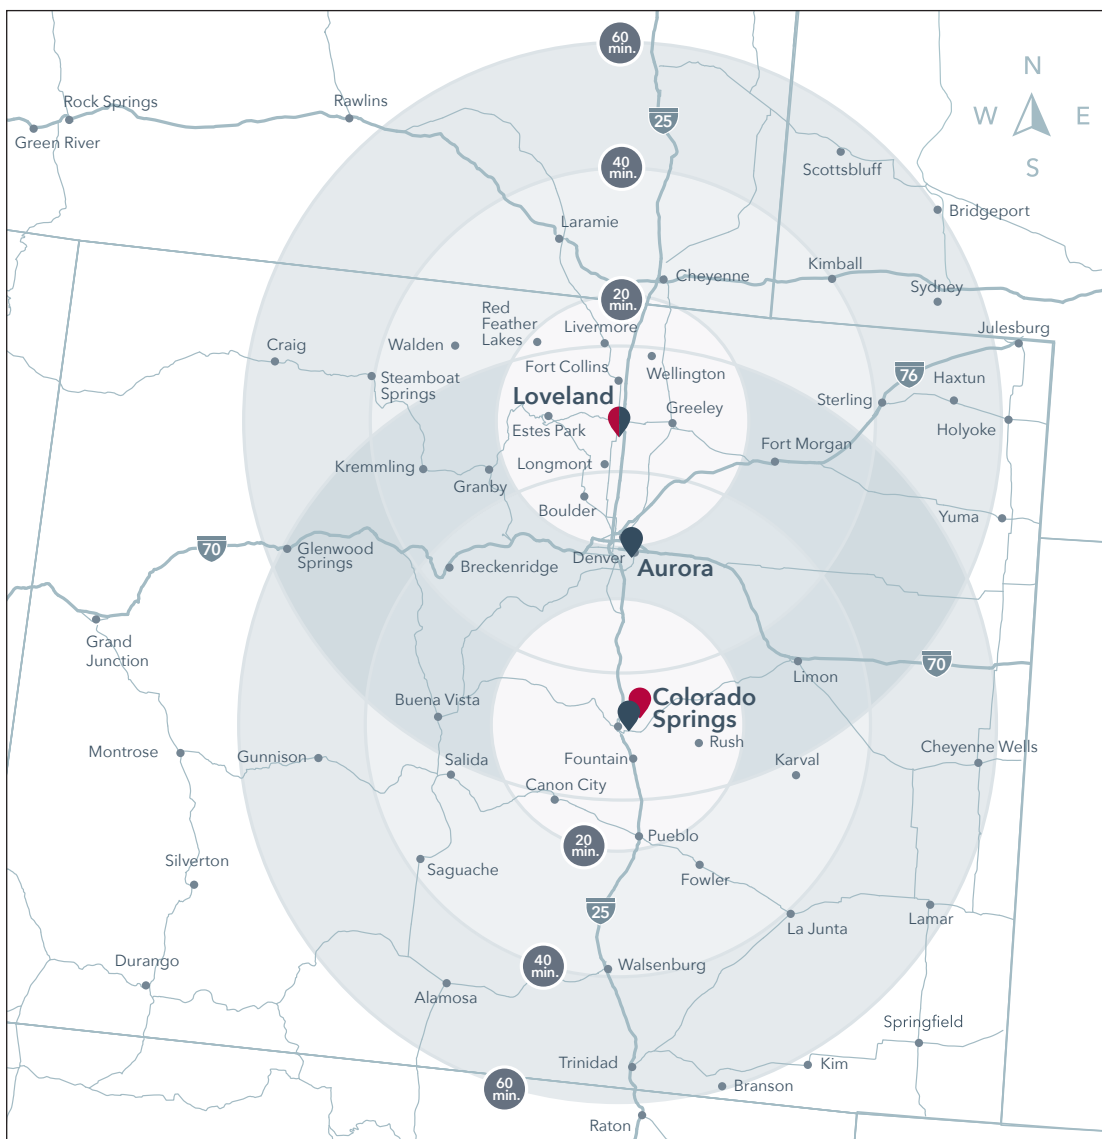 60
min.
N
W
E
S
25
Rock Springs
Rawlins
Green River
40
min.
Scottsbluff
Bridgeport
Laramie
Cheyenne
Kimball
Sydney
20
min.
Red
Feather
Lakes
Livermore
Julesburg
Craig
Walden
Steamboat
Springs
Fort Collins
Wellington
76
Haxtun
Loveland
Estes Park
Greeley
Sterling
Holyoke
Kremmling
Granby
Longmont
Fort Morgan
Boulder
Yuma
70
Glenwood
Springs
Breckenridge
Denver
Aurora
Grand
Junction
70
Limon
Buena Vista
Colorado
Springs
Rush
Montrose
Gunnison
Salida
Fountain
Karval
Cheyenne Wells
Canon City
20
min.
Pueblo
Silverton
Saguache
Fowler
25
La Junta
Lamar
Durango
40
min.
Walsenburg
Alamosa
Springfield
Trinidad
Kim
60
min.
Branson
Raton